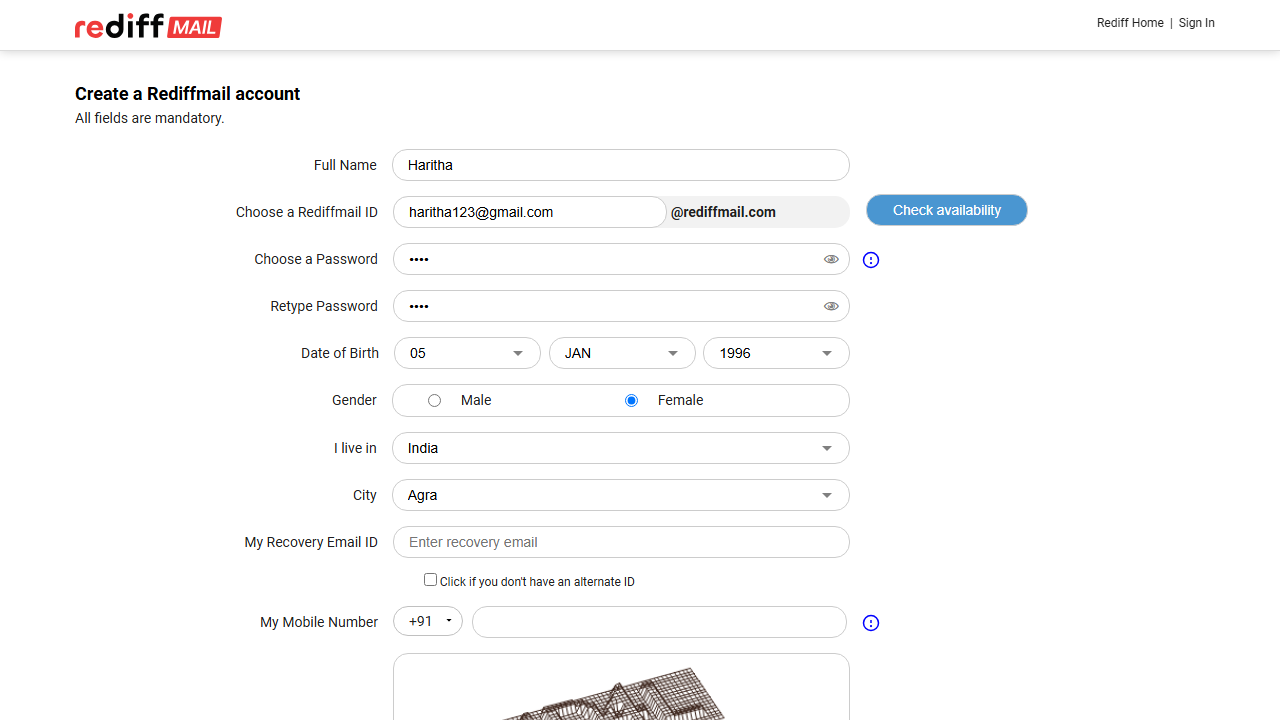 rediff MAIL
Rediff Home | Sign In
Create a Rediffmail account
All fields are mandatory.
Full Name Haritha
Choose a Rediffmail ID haritha123@gmail.com @rediffmail.com Check availability
Choose a Password ••••
Retype Password ••••
Date of Birth 05 JAN 1996
Gender Male Female
I live in India
City Agra
My Recovery Email ID Enter recovery email
Click if you don't have an alternate ID
My Mobile Number +91